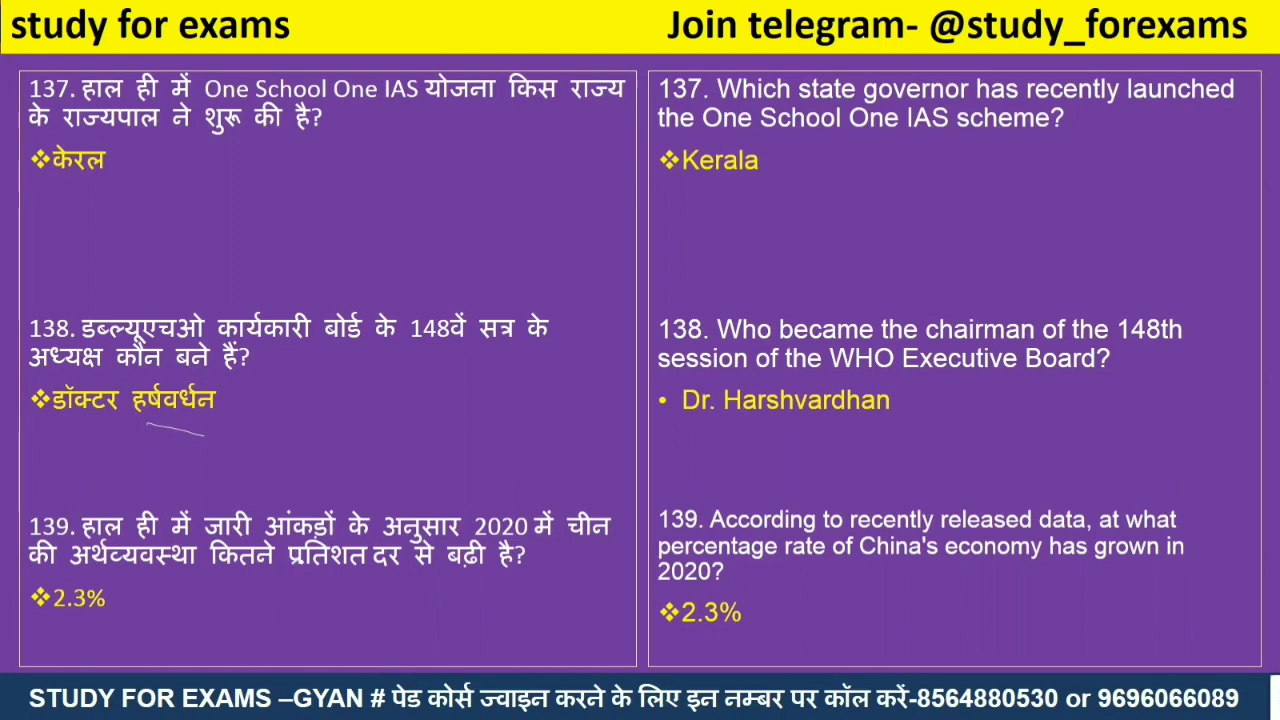 study for exams
Join telegram- @study_forexams
137. हाल ही में One School One IAS योजना किस राज्य
के राज्यपाल ने शुरू की है?
❖केरल
138. डब्ल्यूएचओ कार्यकारी बोर्ड के 148वें सत्र के
अध्यक्ष कौन बने हैं?
❖डॉक्टर हर्षवर्धन
139. हाल ही में जारी आंकड़ों के अनुसार 2020 में चीन
की अर्थव्यवस्था कितने प्रतिशत दर से बढ़ी है?
❖2.3%
137. Which state governor has recently launched
the One School One IAS scheme?
❖Kerala
138. Who became the chairman of the 148th
session of the WHO Executive Board?
• Dr. Harshvardhan
139. According to recently released data, at what
percentage rate of China's economy has grown in
2020?
❖2.3%
STUDY FOR EXAMS –GYAN # पेड कोर्स ज्वाइन करने के लिए इन नम्बर पर कॉल करें-8564880530 or 9696066089